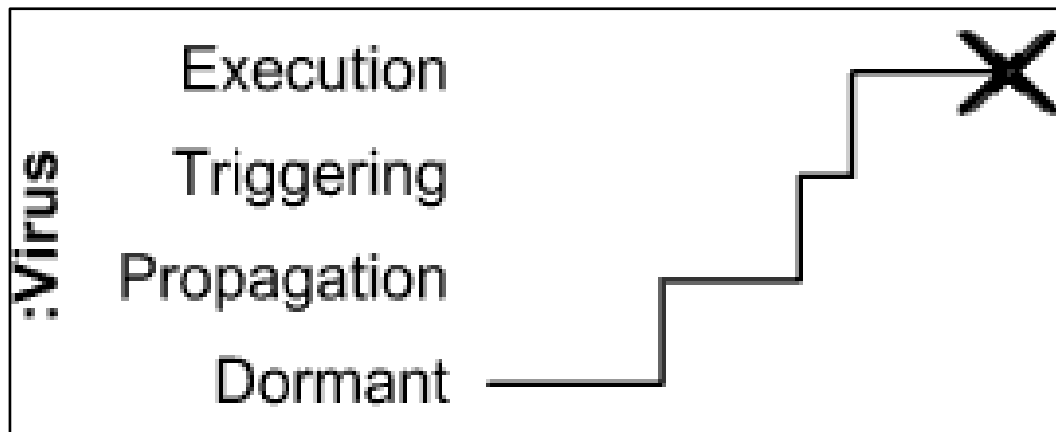 :Virus
Execution
Triggering
Propagation
Dormant